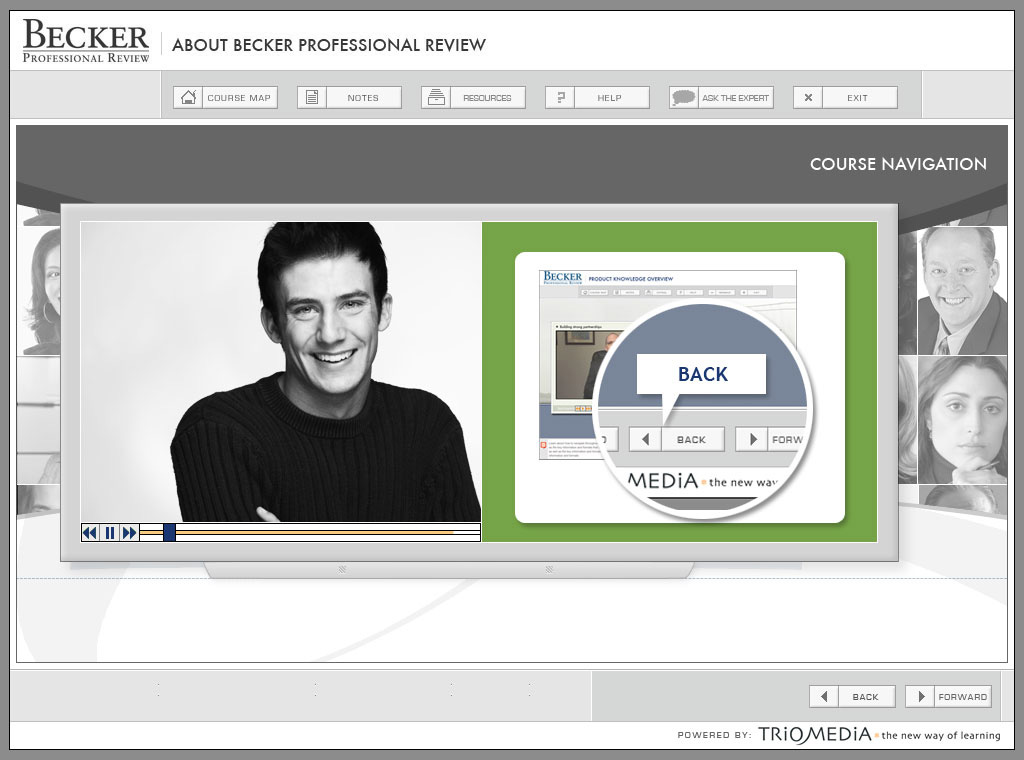 BECKER
PROFESSIONAL REVIEW
ABOUT BECKER PROFESSIONAL REVIEW
COURSE MAP
NOTES
RESOURCES
HELP
ASK THE EXPERT
EXIT
COURSE NAVIGATION
BECKER
PROFESSIONAL REVIEW
PRODUCT KNOWLEDGE OVERVIEW
Building strong partnerships
BACK
BACK
FORW
MEDiA the new way
BACK
FORWARD
POWERED BY: TRiOMEDiA the new way of learning